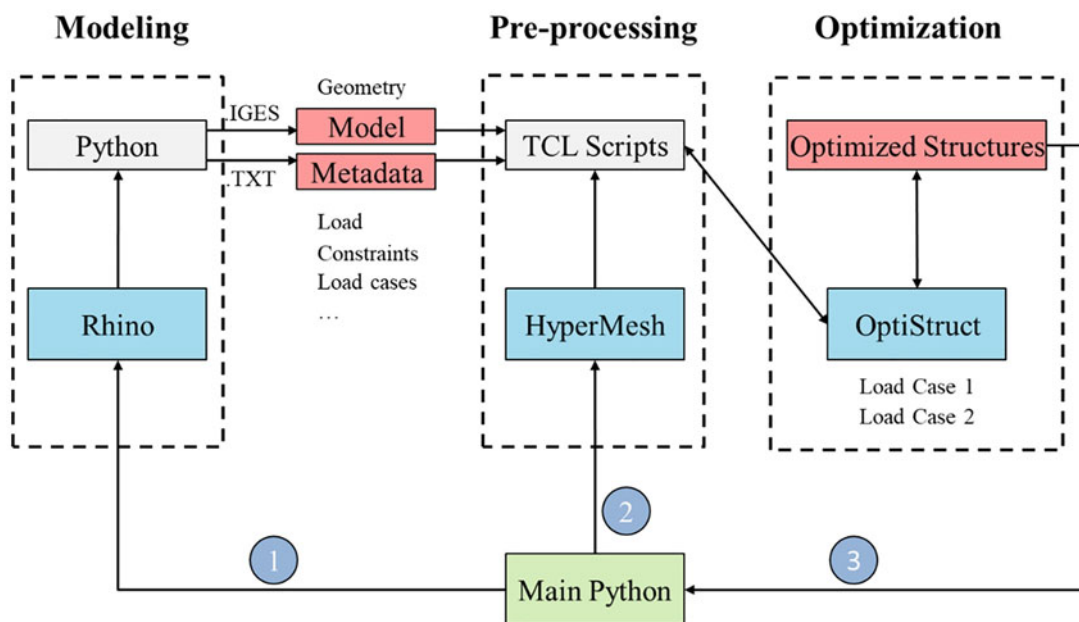 Modeling
Pre-processing
Optimization
Geometry
.IGES
Model
Python
TCL Scripts
Optimized Structures
.TXT
Metadata
Load
Constraints
Load cases
...
Rhino
HyperMesh
OptiStruct
Load Case 1
Load Case 2
2
1
3
Main Python